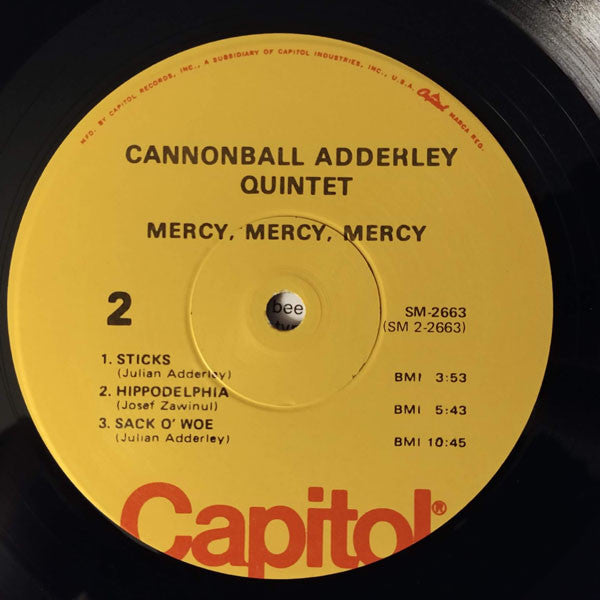 MFD. BY CAPITOL RECORDS, INC., A SUBSIDIARY OF CAPITOL INDUSTRIES, INC., U.S.A. Capitol MARCA REG.
CANNONBALL ADDERLEY
QUINTET
MERCY, MERCY, MERCY
2
SM-2663
(SM 2-2663)
bee
1. STICKS
(Julian Adderley) BMI 3:53
2. HIPPODELPHIA
(Josef Zawinul) BMI 5:43
3. SACK O' WOE
(Julian Adderley) BMI 10:45
Capitol®